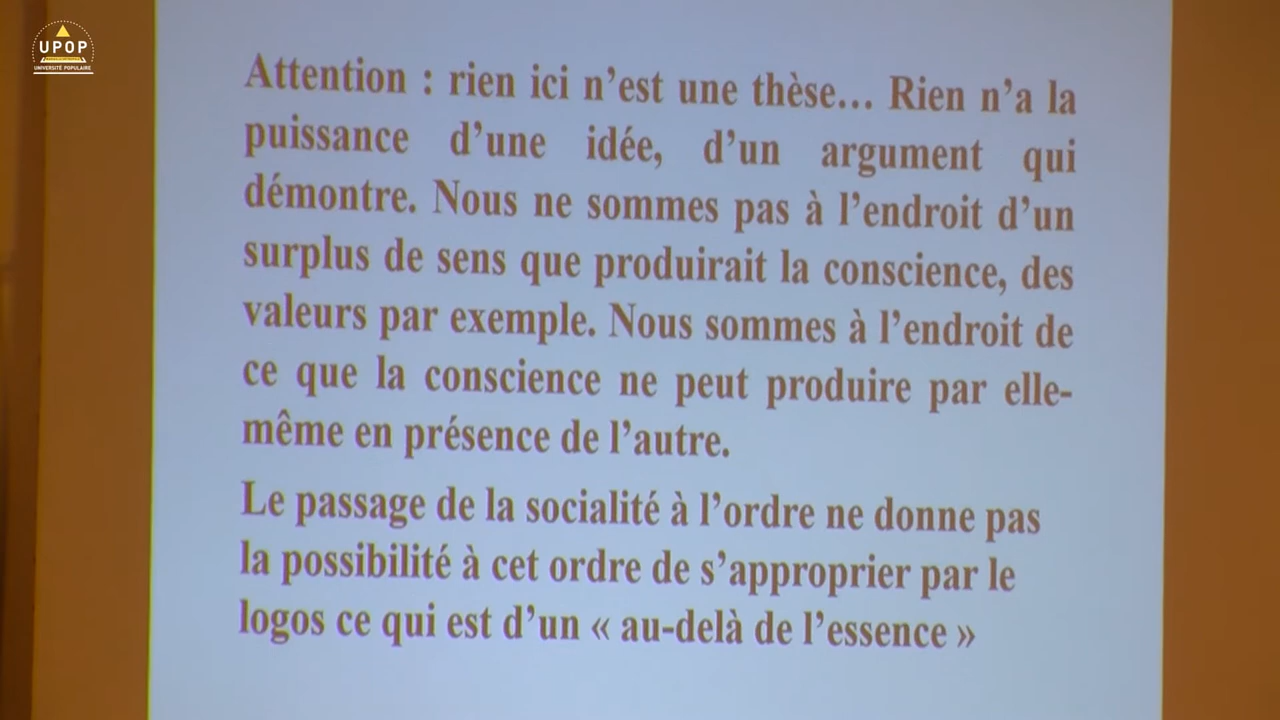 UPOP
UNIVERSITÉ POPULAIRE
Attention : rien ici n’est une thèse… Rien n’a la
puissance d’une idée, d’un argument qui
démontre. Nous ne sommes pas à l’endroit d’un
surplus de sens que produirait la conscience, des
valeurs par exemple. Nous sommes à l’endroit de
ce que la conscience ne peut produire par elle-
même en présence de l’autre.
Le passage de la socialité à l’ordre ne donne pas
la possibilité à cet ordre de s’approprier par le
logos ce qui est d’un « au-delà de l’essence »